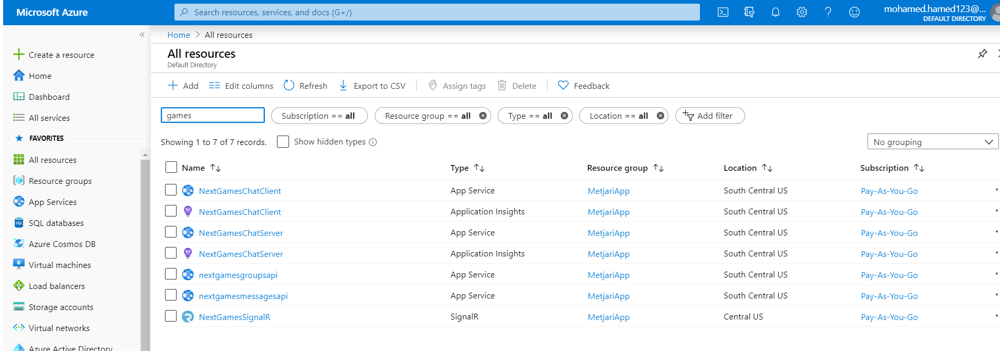 Microsoft Azure
Search resources, services, and docs (G+/)
mohamed.hamed123@...
DEFAULT DIRECTORY
Create a resource
Home
Dashboard
All services
FAVORITES
All resources
Resource groups
App Services
SQL databases
Azure Cosmos DB
Virtual machines
Load balancers
Storage accounts
Virtual networks
Azure Active Directory
Home > All resources
All resources
Default Directory
Add Edit columns Refresh Export to CSV Assign tags Delete Feedback
games Subscription == all Resource group == all Type == all Location == all Add filter
Showing 1 to 7 of 7 records. Show hidden types No grouping
Name Type Resource group Location Subscription
NextGamesChatClient App Service MetjariApp South Central US Pay-As-You-Go
NextGamesChatClient Application Insights MetjariApp South Central US Pay-As-You-Go
NextGamesChatServer App Service MetjariApp South Central US Pay-As-You-Go
NextGamesChatServer Application Insights MetjariApp South Central US Pay-As-You-Go
nextgamesgroupsapi App Service MetjariApp South Central US Pay-As-You-Go
nextgamesmessagesapi App Service MetjariApp South Central US Pay-As-You-Go
NextGamesSignalR SignalR MetjariApp Central US Pay-As-You-Go